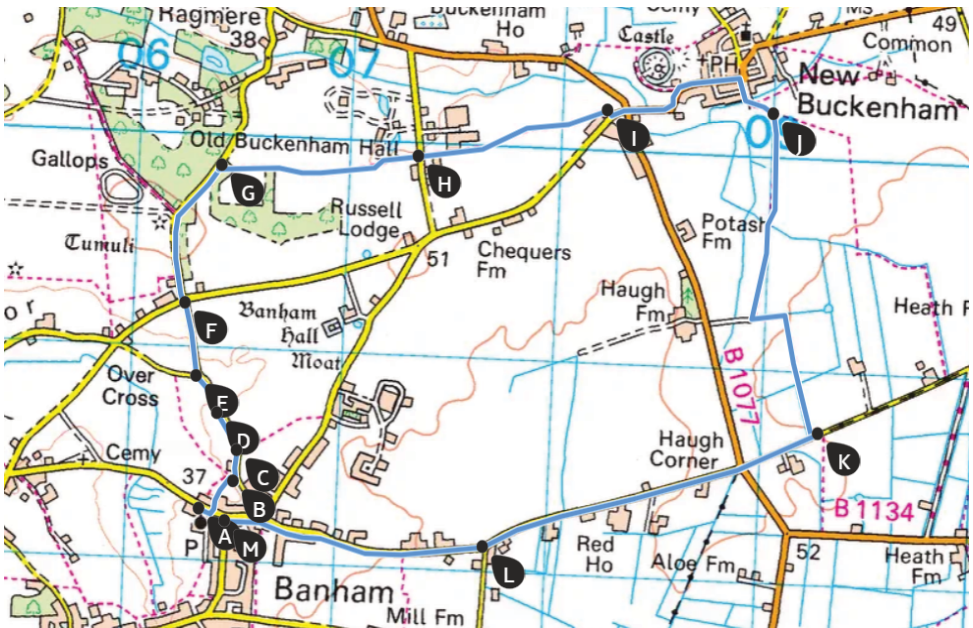 Ragmere
Buckenham
Ho
Cemy
Ms
49
38
06
07
Castle
PH
Common
New
Buckenham
Old Buckenham Hall
I
J
Gallops
G
H
Russell
Lodge
Tumuli
Potash
Fm
Chequers
Fm
51
F
Banham
Hall
Moat
Haugh
Fm
Heath F
or
Over
Cross
E
B 1077
D
Haugh
Corner
K
Cemy
37
C
B
B 1134
A
M
P
L
Red
Ho
Aloe Fm
52
Heath
Fm
Banham
Mill Fm